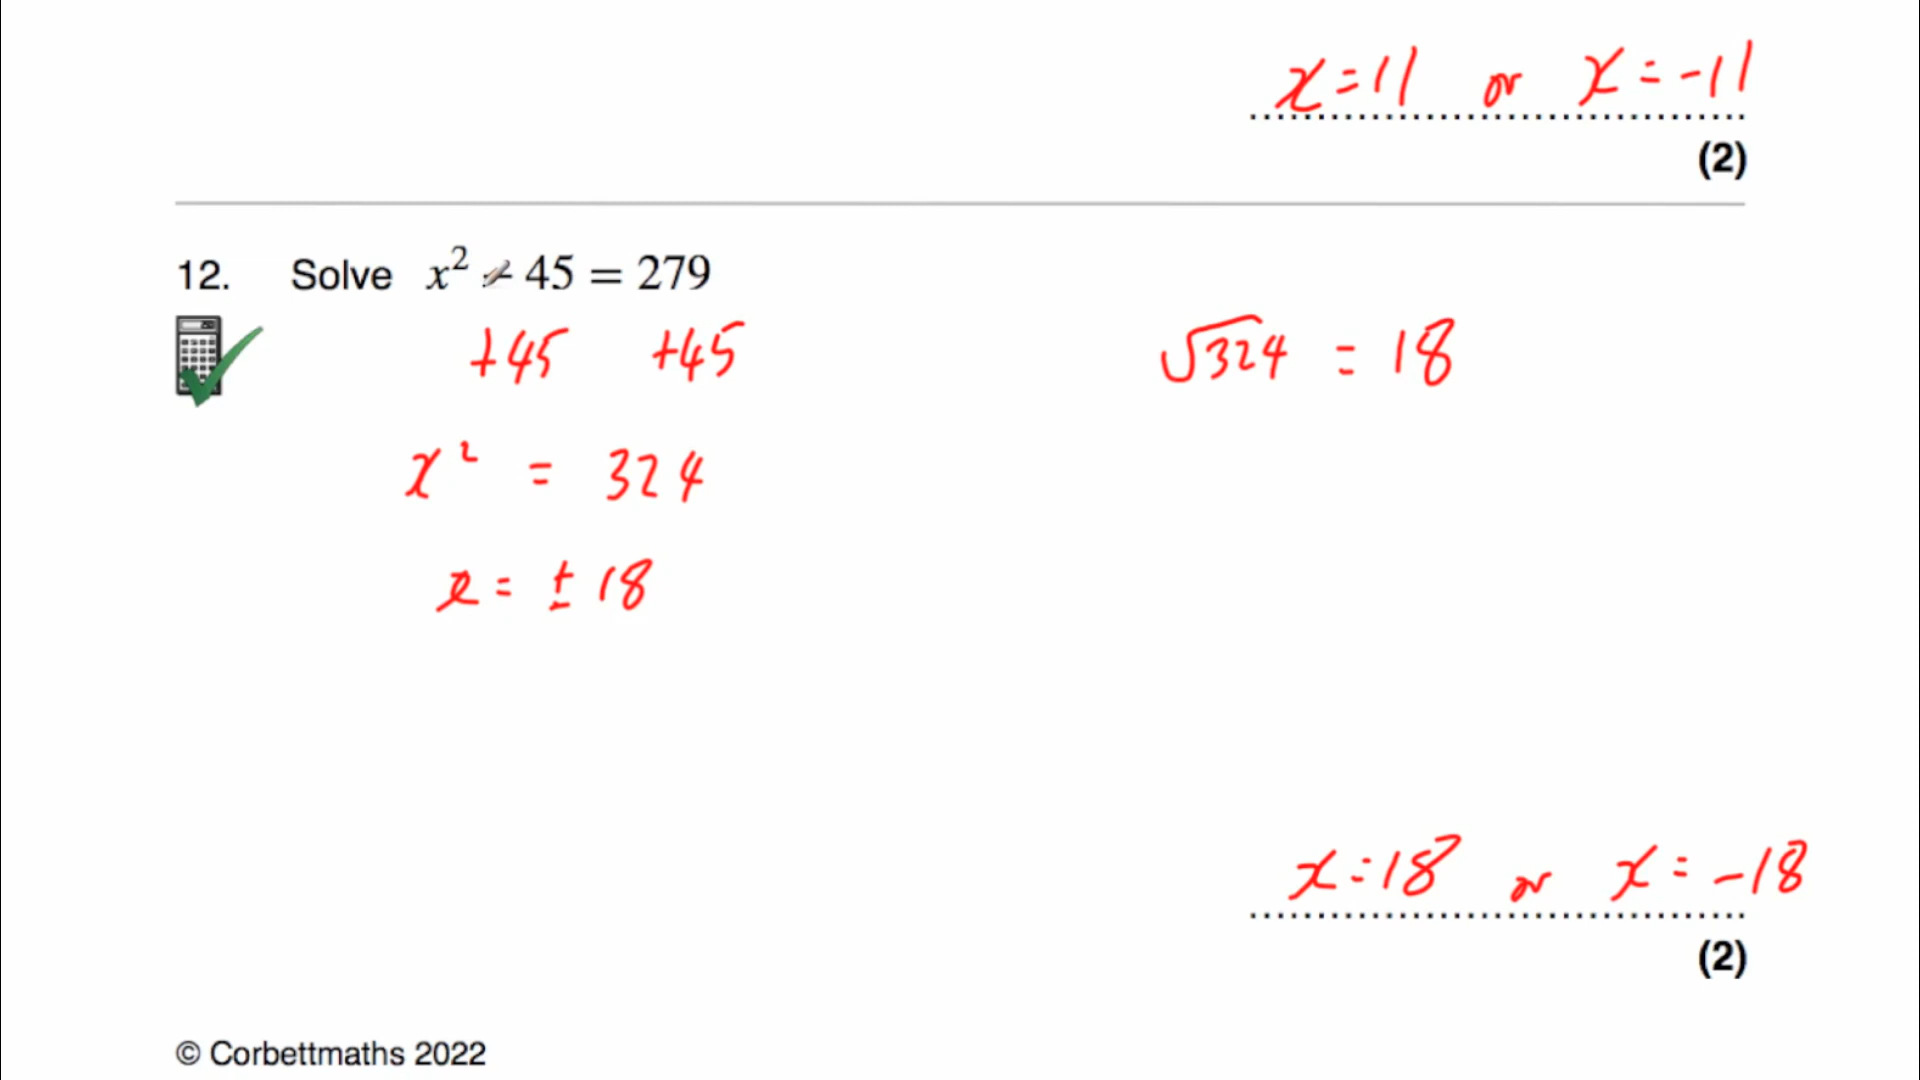 x = 11 or x = -11
(2)
12. Solve x² - 45 = 279
+45 +45
√324 = 18
x² = 324
x = ± 18
x = 18 or x = -18
(2)
© Corbettmaths 2022